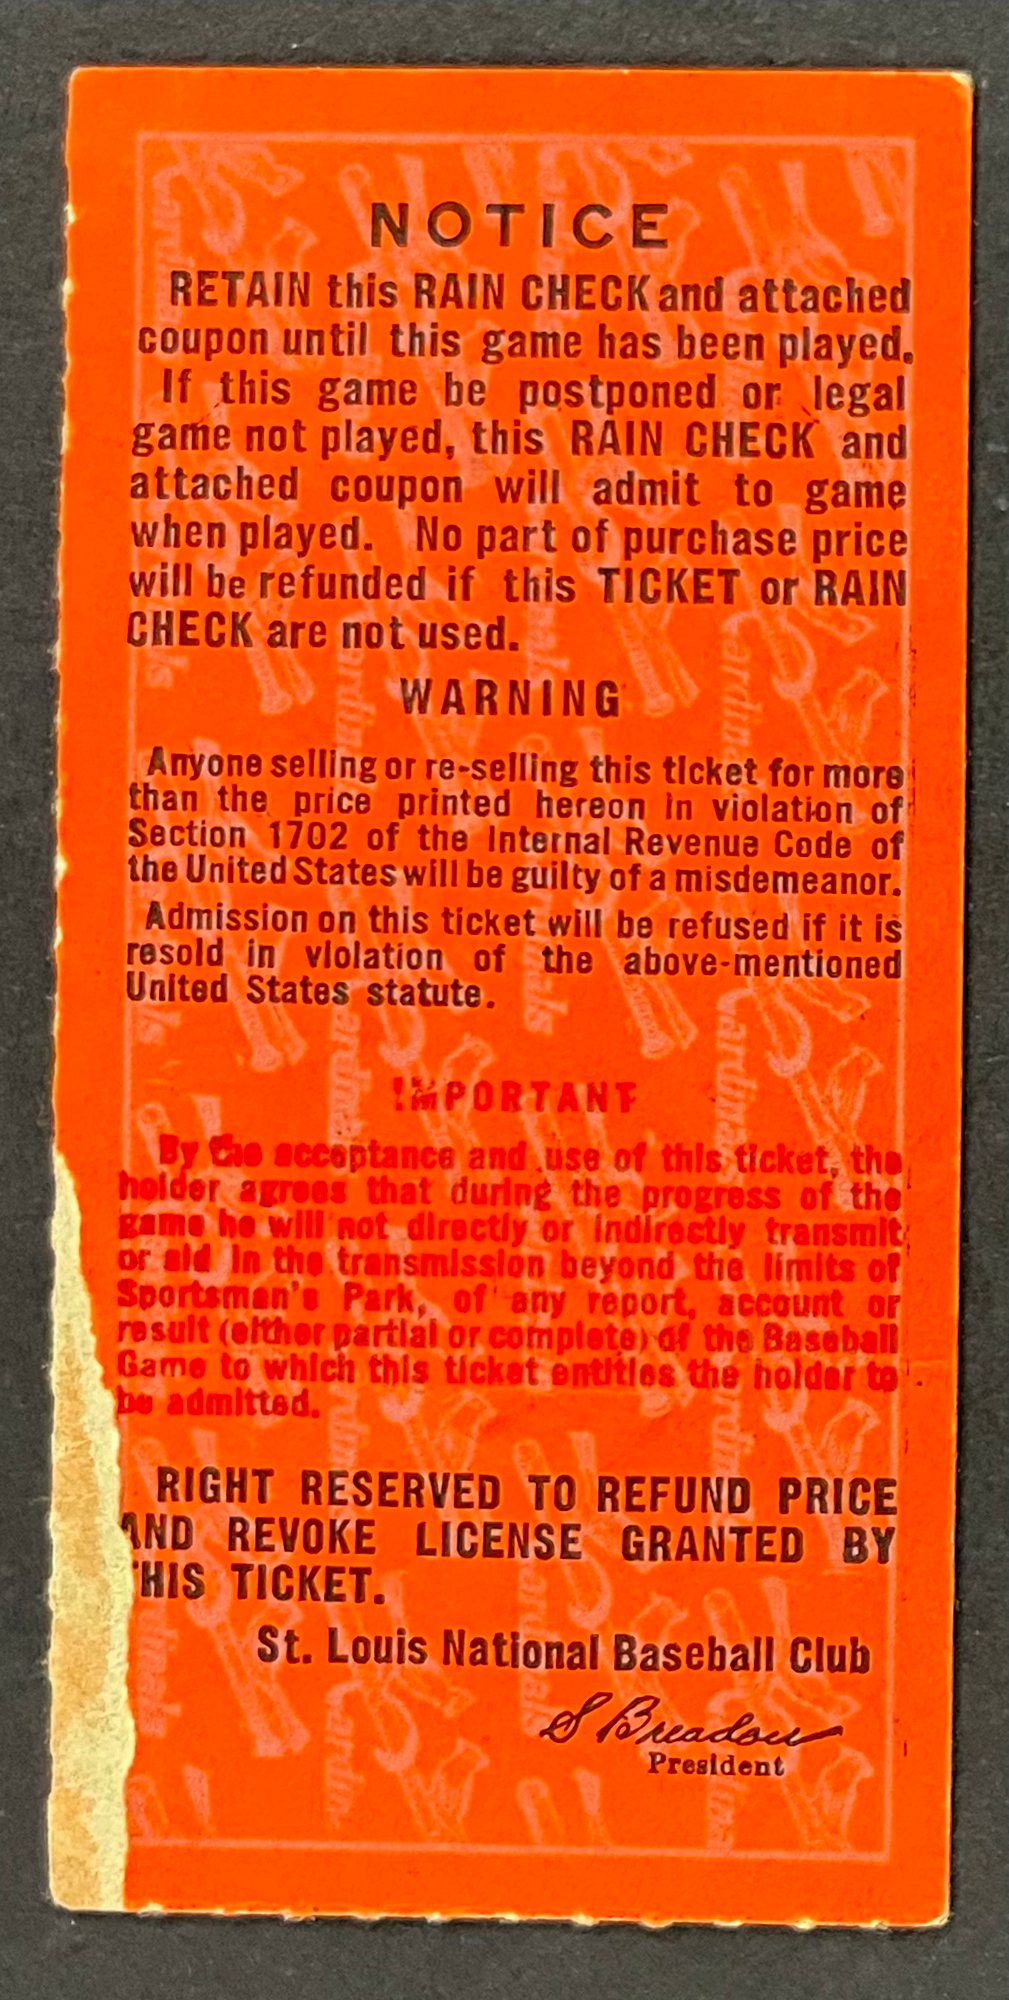 NOTICE
RETAIN this RAIN CHECK and attached
coupon until this game has been played.
If this game be postponed or legal
game not played, this RAIN CHECK and
attached coupon will admit to game
when played. No part of purchase price
will be refunded if this TICKET or RAIN
CHECK are not used.
WARNING
Anyone selling or re-selling this ticket for more
than the price printed hereon in violation of
Section 1702 of the Internal Revenue Code of
the United States will be guilty of a misdemeanor.
Admission on this ticket will be refused if it is
resold in violation of the above-mentioned
United States statute.
IMPORTANT
By the acceptance and use of this ticket, the
holder agrees that during the progress of the
game he will not directly or indirectly transmit
or aid in the transmission beyond the limits of
Sportsman's Park, of any report, account or
result (either partial or complete) of the Baseball
Game to which this ticket entitles the holder to
be admitted.
RIGHT RESERVED TO REFUND PRICE
AND REVOKE LICENSE GRANTED BY
HIS TICKET.
St. Louis National Baseball Club
S Breadon
President